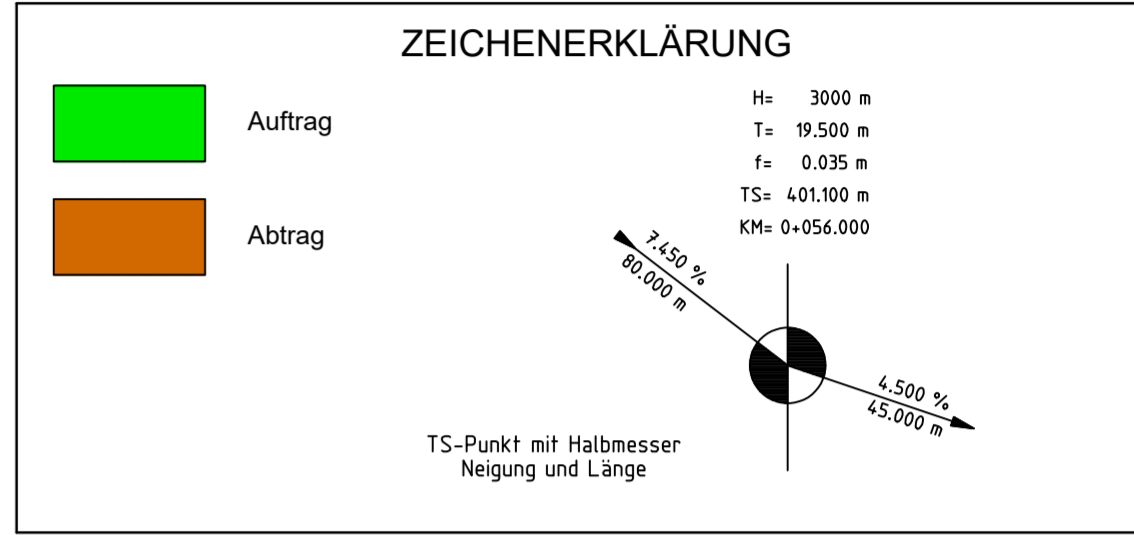 ZEICHENERKLÄRUNG
Auftrag
Abtrag
H= 3000 m
T= 19.500 m
f= 0.035 m
TS= 401.100 m
KM= 0+056.000
7.450 %
80.000 m
4.500 %
45.000 m
TS-Punkt mit Halbmesser
Neigung und Länge